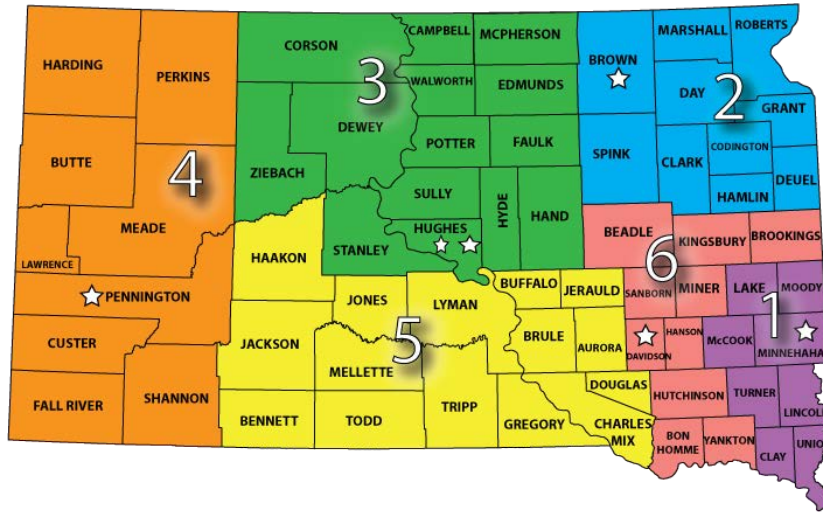 HARDING
PERKINS
CORSON
CAMPBELL
MCPHERSON
BROWN
MARSHALL
ROBERTS
3
WALWORTH
EDMUNDS
DAY
2
GRANT
BUTTE
DEWEY
4
ZIEBACH
POTTER
FAULK
SPINK
CLARK
CODINGTON
DEUEL
HAMLIN
MEADE
SULLY
HYDE
HAND
HUGHES
STANLEY
LAWRENCE
HAAKON
BEADLE
KINGSBURY
BROOKINGS
6
PENNINGTON
JONES
LYMAN
BUFFALO
JERAULD
SANBORN
MINER
LAKE
MOODY
1
CUSTER
JACKSON
5
BRULE
AURORA
DAVIDSON
HANSON
McCOOK
MINNEHAHA
MELLETTE
FALL RIVER
SHANNON
BENNETT
TODD
TRIPP
GREGORY
DOUGLAS
CHARLES
MIX
HUTCHINSON
TURNER
LINCOL
BON
HOMME
YANKTON
CLAY
UNIO